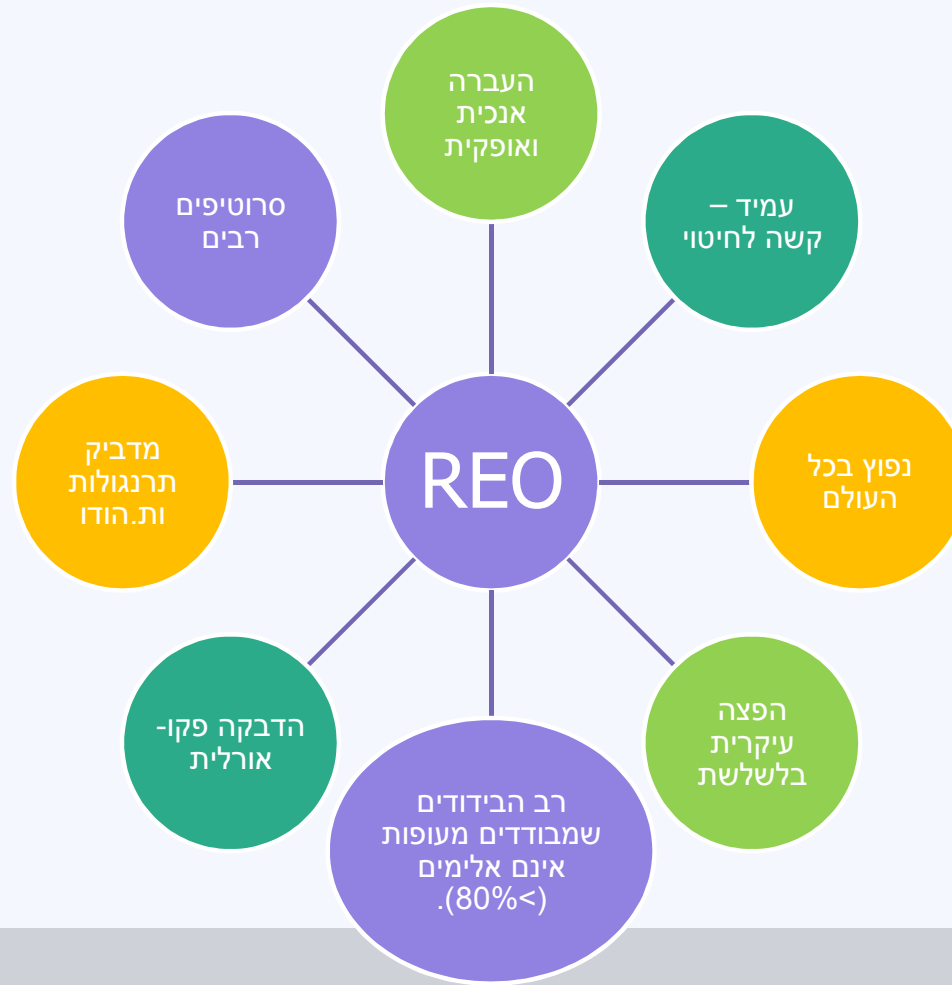 העברה
אנכית
ואופקית
עמיד –
קשה לחיטוי
נפוץ בכל
העולם
הפצה
עיקרית
בלשלשת
רב הבידודים
שמבודדים מעופות
אינם אלימים
(>80%<).
הדבקה פקו-
אורלית
מדביק
תרנגולות
ות.הודו
סרוטיפים
רבים
REO